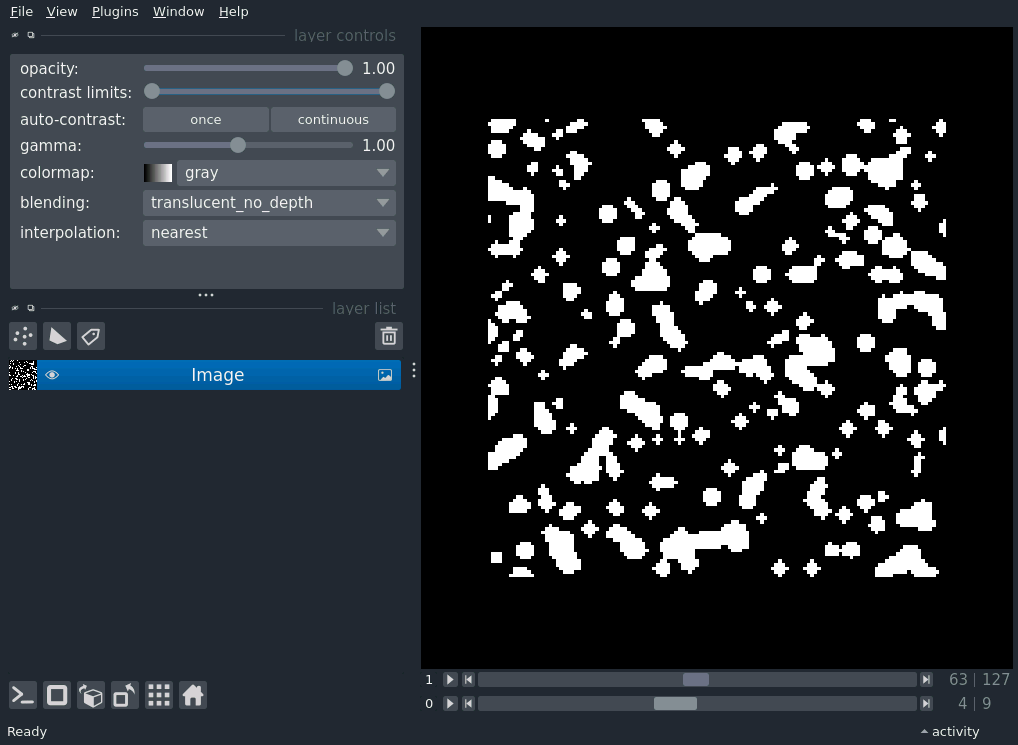 File View Plugins Window Help
layer controls
opacity: 1.00
contrast limits:
auto-contrast: once continuous
gamma: 1.00
colormap: gray
blending: translucent_no_depth
interpolation: nearest
layer list
Image
1 63 | 127
0 4 | 9
Ready activity